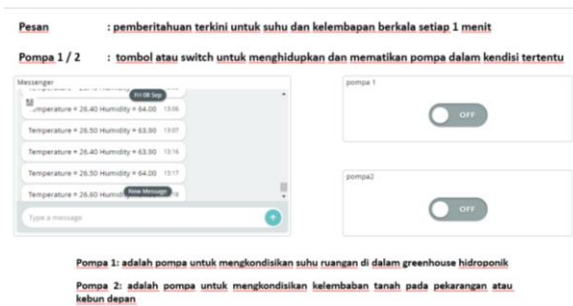 Pesan : pemberitahuan terkini untuk suhu dan kelembapan berkala setiap 1 menit
Pompa 1 / 2 : tombol atau switch untuk menghidupkan dan mematikan pompa dalam kendisi tertentu
Messenger
Fri 08 Sep
Temperature = 26.40 Humidity = 64.00 13:06
Temperature = 26.50 Humidity = 63.90 13:07
Temperature = 26.40 Humidity = 63.90 13:16
Temperature = 26.50 Humidity = 64.00 13:17
Temperature = 26.60
New Message
Type a message
pompa 1
OFF
pompa2
OFF
Pompa 1: adalah pompa untuk mengkondisikan suhu ruangan di dalam greenhouse hidroponik
Pompa 2: adalah pompa untuk mengkondisikan kelembaban tanah pada pekarangan atau
kebun depan